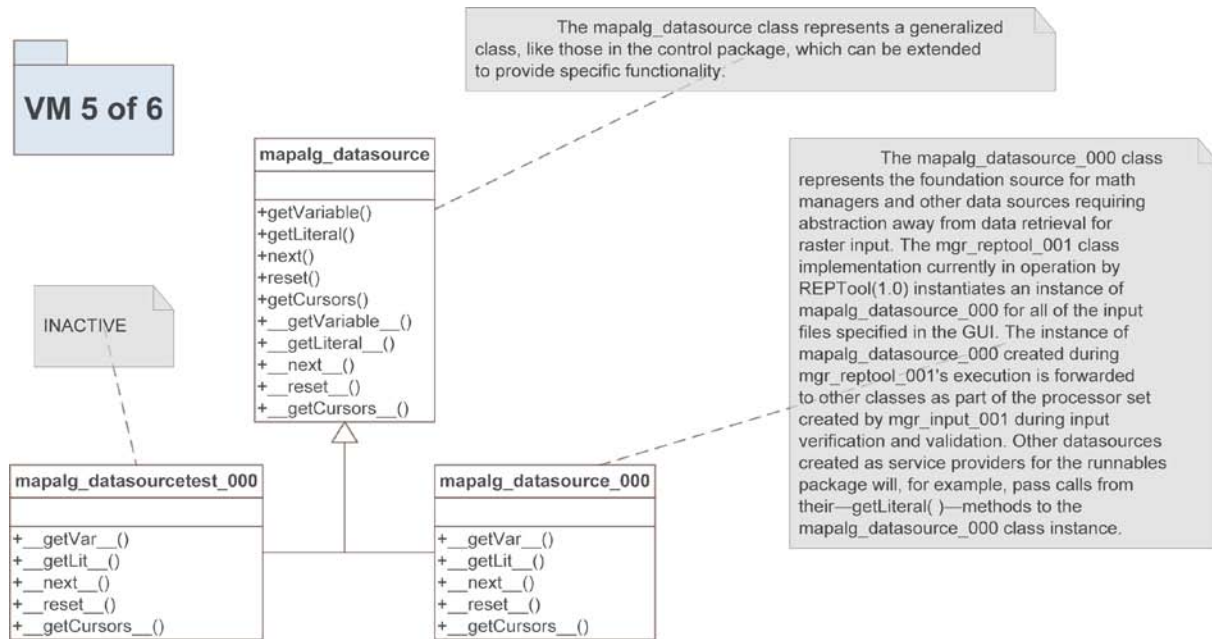 The mapalg_datasource class represents a generalized
class, like those in the control package, which can be extended
to provide specific functionality.
VM 5 of 6
mapalg_datasource
+getVariable()
+getLiteral()
+next()
+reset()
+getCursors()
+__getVariable__()
+__getLiteral__()
+__next__()
+__reset__()
+__getCursors__()
The mapalg_datasource_000 class
represents the foundation source for math
managers and other data sources requiring
abstraction away from data retrieval for
raster input. The mgr_reptool_001 class
implementation currently in operation by
REPTool(1.0) instantiates an instance of
mapalg_datasource_000 for all of the input
files specified in the GUI. The instance of
mapalg_datasource_000 created during
mgr_reptool_001's execution is forwarded
to other classes as part of the processor set
created by mgr_input_001 during input
verification and validation. Other datasources
created as service providers for the runnables
package will, for example, pass calls from
their—getLiteral( )—methods to the
mapalg_datasource_000 class instance.
INACTIVE
mapalg_datasourcetest_000
+__getVar__()
+__getLit__()
+__next__()
+__reset__()
+__getCursors__()
mapalg_datasource_000
+__getVar__()
+__getLit__()
+__next__()
+__reset__()
+__getCursors__()